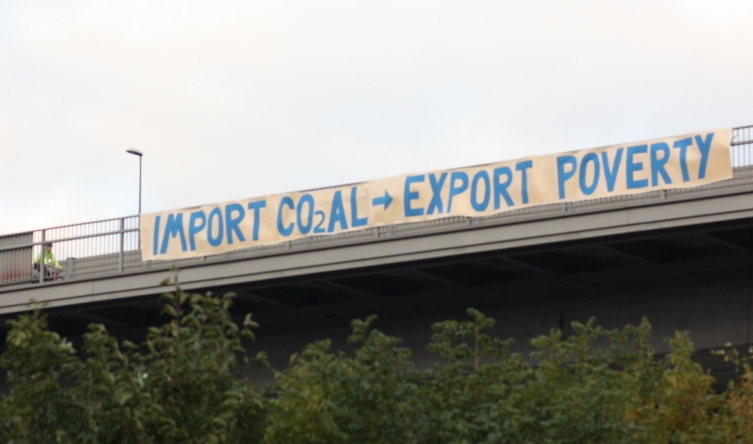 IMPORT CO₂AL → EXPORT POVERTY